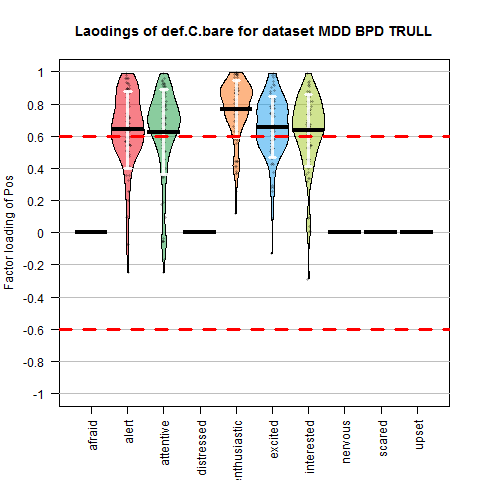 Laodings of def.C.bare for dataset MDD BPD TRULL
Factor loading of Pos
1
0.8
0.6
0.4
0.2
0
-0.2
-0.4
-0.6
-0.8
-1
afraid
alert
attentive
distressed
enthusiastic
excited
interested
nervous
scared
upset